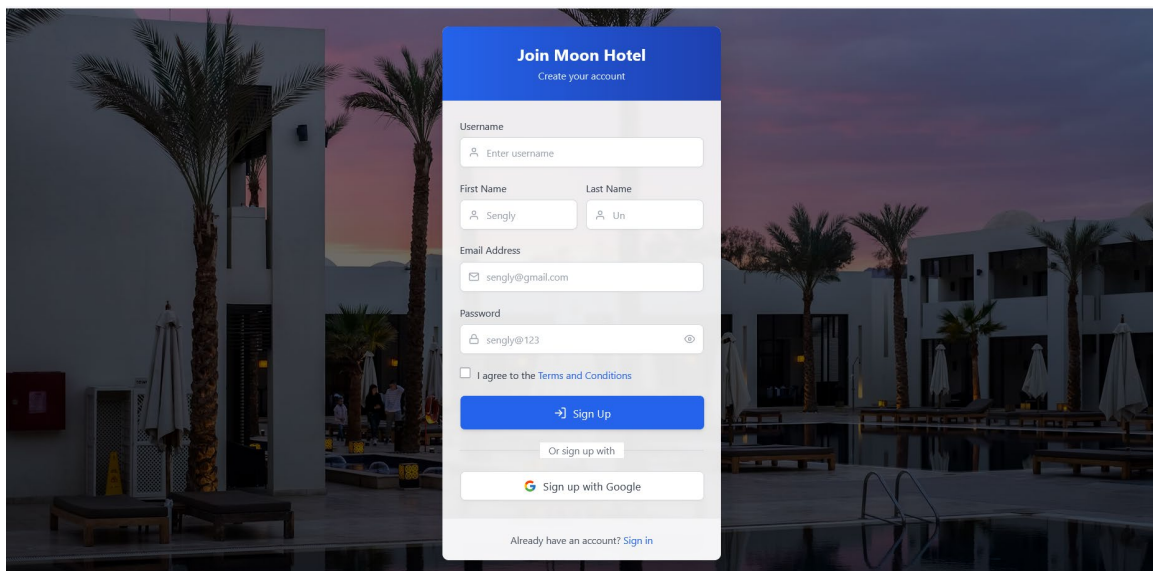 Join Moon Hotel
Create your account
Username
Enter username
First Name Last Name
Sengly Un
Email Address
sengly@gmail.com
Password
sengly@123
I agree to the Terms and Conditions
Sign Up
Or sign up with
Sign up with Google
Already have an account? Sign in